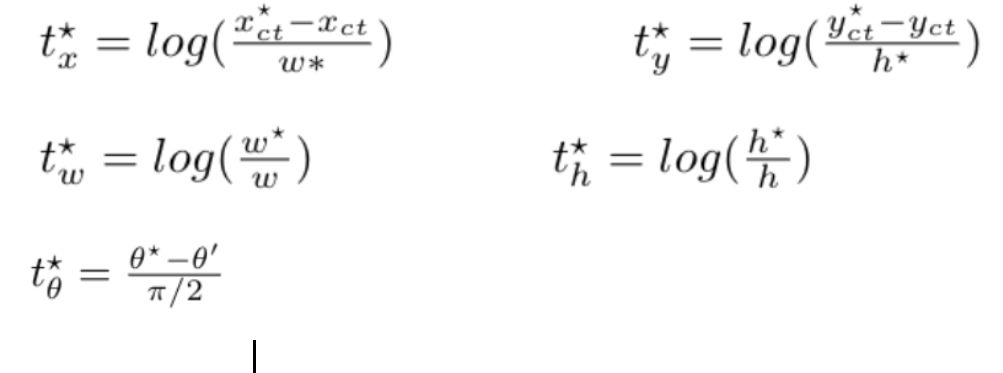 t*_x = log((x*_ct − x_ct)/w*) t*_y = log((y*_ct − y_ct)/h*)
t*_w = log(w*/w) t*_h = log(h*/h)
t*_θ = (θ* − θ′)/(π/2)